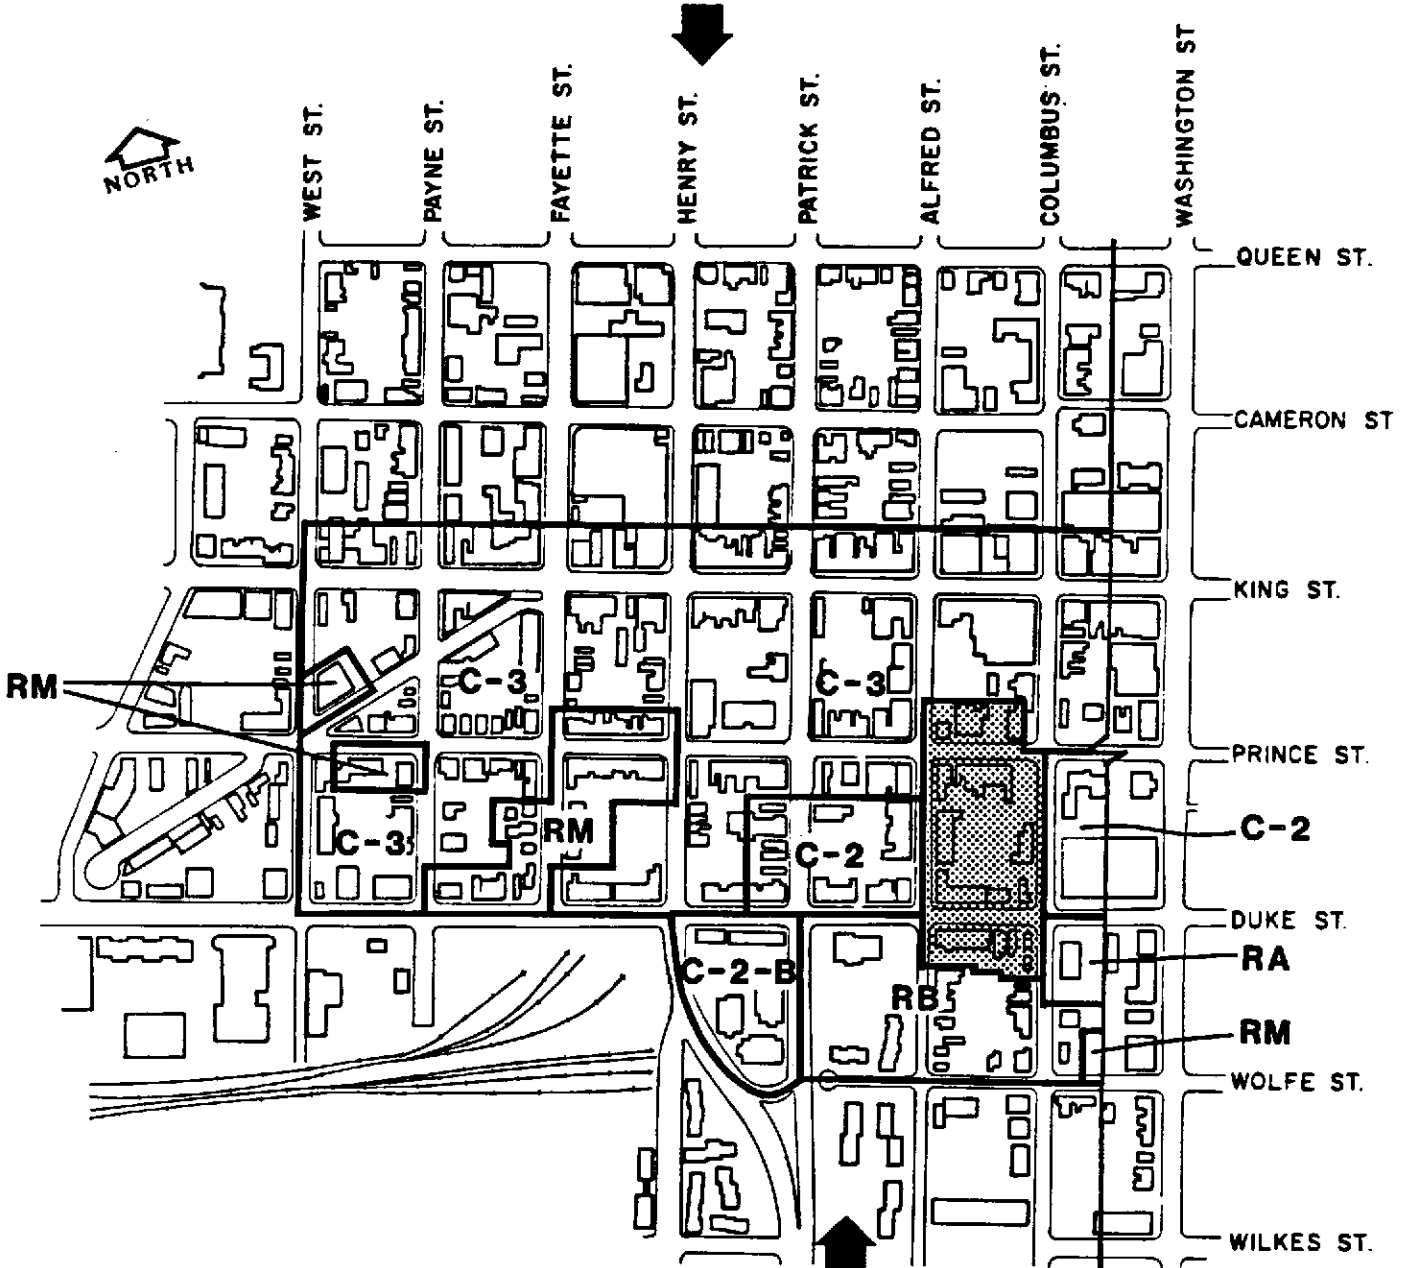 WEST ST.
PAYNE ST.
FAYETTE ST.
HENRY ST.
PATRICK ST.
ALFRED ST.
COLUMBUS ST.
WASHINGTON ST
NORTH
QUEEN ST.
CAMERON ST
KING ST.
RM
C-3
C-3
PRINCE ST.
C-3
RM
C-2
C-2
DUKE ST.
C-2-B
RA
RB
RM
WOLFE ST.
WILKES ST.